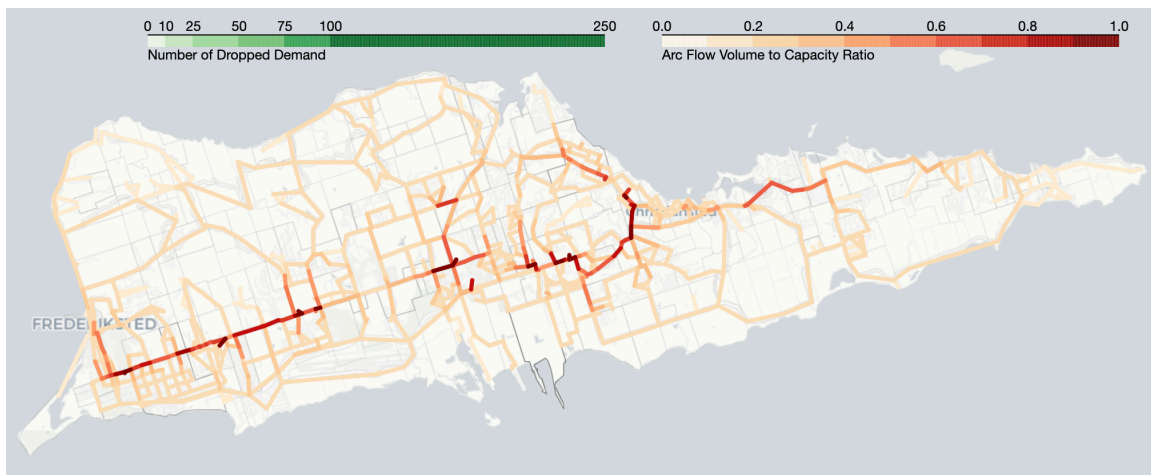 0 10 25 50 75 100 250
Number of Dropped Demand
0.0 0.2 0.4 0.6 0.8 1.0
Arc Flow Volume to Capacity Ratio
FREDERIKSTED